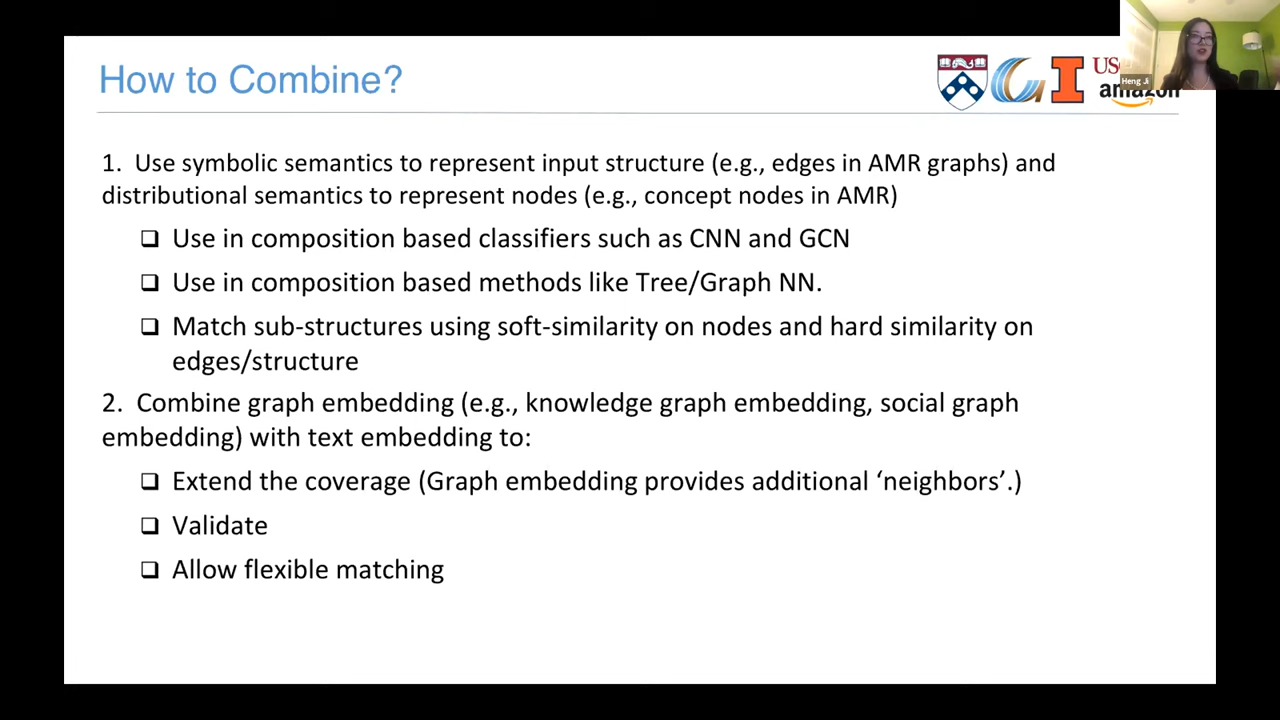 How to Combine?
US
amazon
Heng Ji
1. Use symbolic semantics to represent input structure (e.g., edges in AMR graphs) and
distributional semantics to represent nodes (e.g., concept nodes in AMR)
Use in composition based classifiers such as CNN and GCN
Use in composition based methods like Tree/Graph NN.
Match sub-structures using soft-similarity on nodes and hard similarity on
edges/structure
2. Combine graph embedding (e.g., knowledge graph embedding, social graph
embedding) with text embedding to:
Extend the coverage (Graph embedding provides additional ‘neighbors’.)
Validate
Allow flexible matching